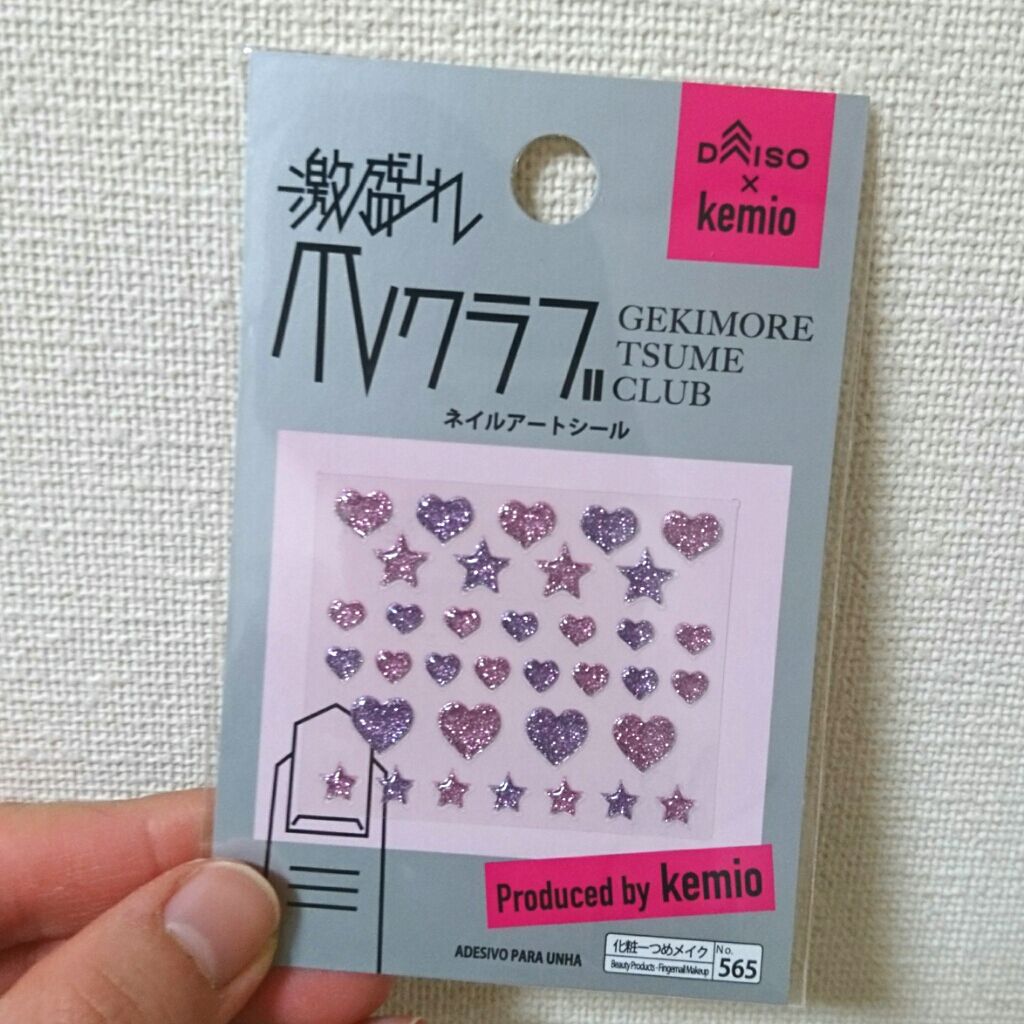 DAISO
×
kemio
激盛れ
爪クラブ
GEKIMORE
TSUME
CLUB
ネイルアートシール
Produced by kemio
ADESIVO PARA UNHA
化粧ーつめメイク
Beauty Products - Fingernail Makeup
No.
565